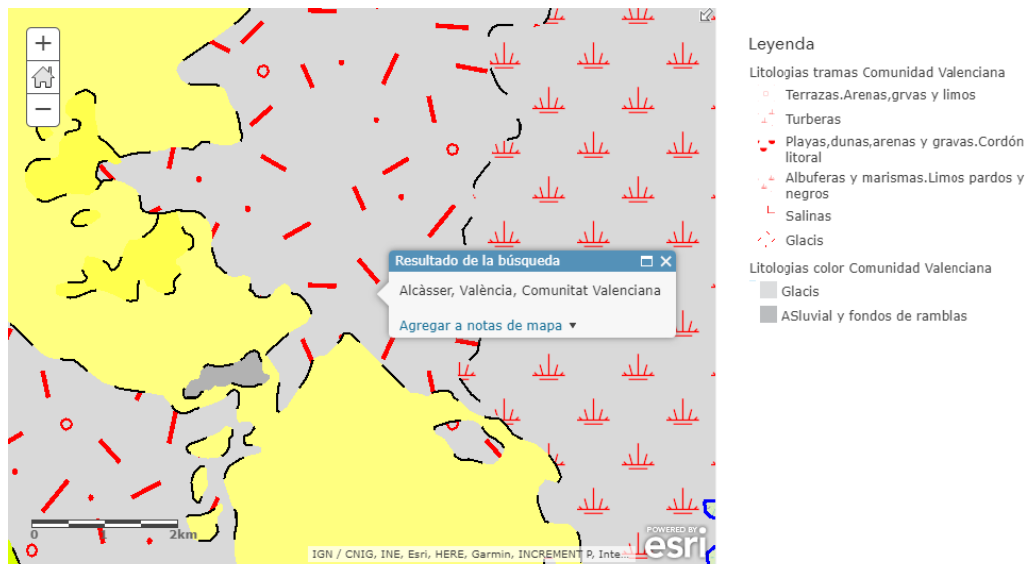 +
−
Resultado de la búsqueda
Alcàsser, València, Comunitat Valenciana
Agregar a notas de mapa
0 1 2km
IGN / CNIG, INE, Esri, HERE, Garmin, INCREMENT P, Inte...
POWERED BY
esri
Leyenda
Litologias tramas Comunidad Valenciana
Terrazas.Arenas,grvas y limos
Turberas
Playas,dunas,arenas y gravas.Cordón
litoral
Albuferas y marismas.Limos pardos y
negros
Salinas
Glacis
Litologias color Comunidad Valenciana
Glacis
ASluvial y fondos de ramblas